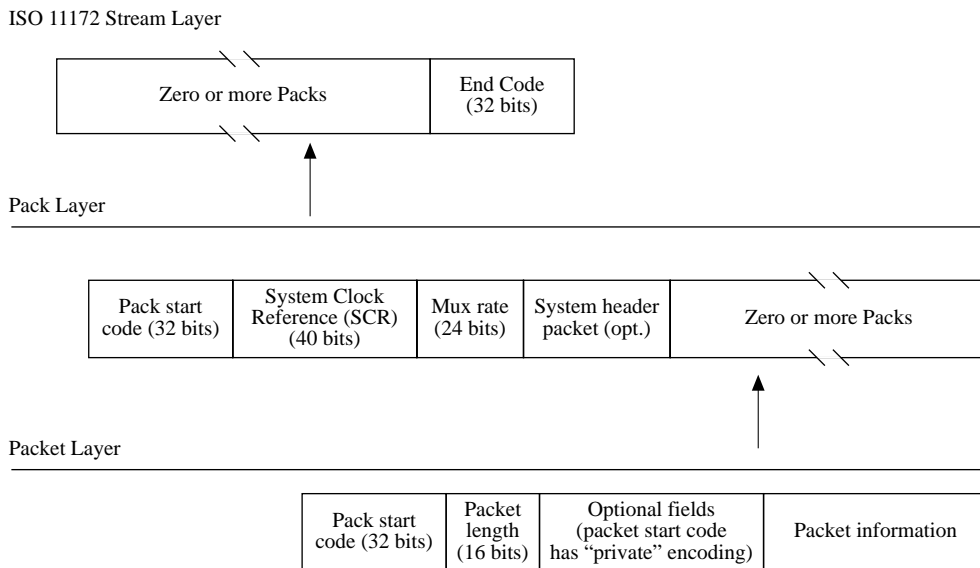 ISO 11172 Stream Layer
Zero or more Packs
End Code
(32 bits)
Pack Layer
Pack start
code (32 bits)
System Clock
Reference (SCR)
(40 bits)
Mux rate
(24 bits)
System header
packet (opt.)
Zero or more Packs
Packet Layer
Pack start
code (32 bits)
Packet
length
(16 bits)
Optional fields
(packet start code
has “private” encoding)
Packet information